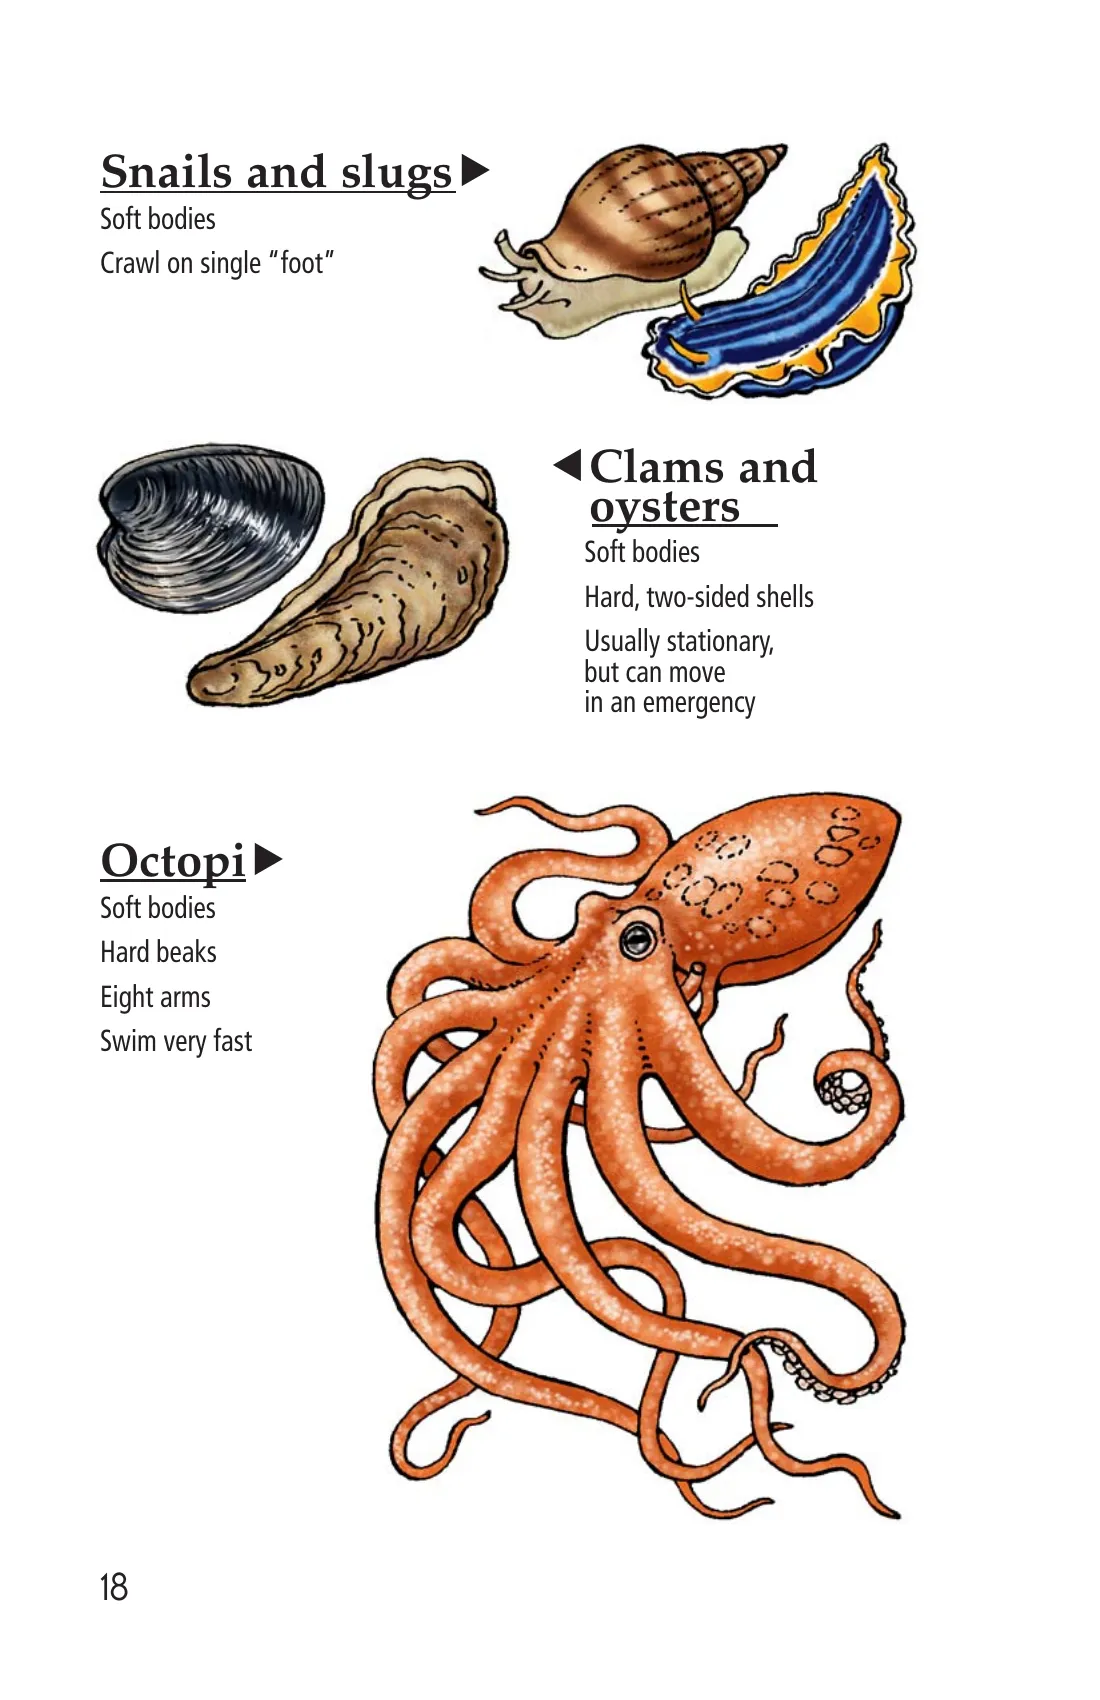 Snails and slugs
Soft bodies
Crawl on single “foot”
Clams and
oysters
Soft bodies
Hard, two-sided shells
Usually stationary,
but can move
in an emergency
Octopi
Soft bodies
Hard beaks
Eight arms
Swim very fast
18